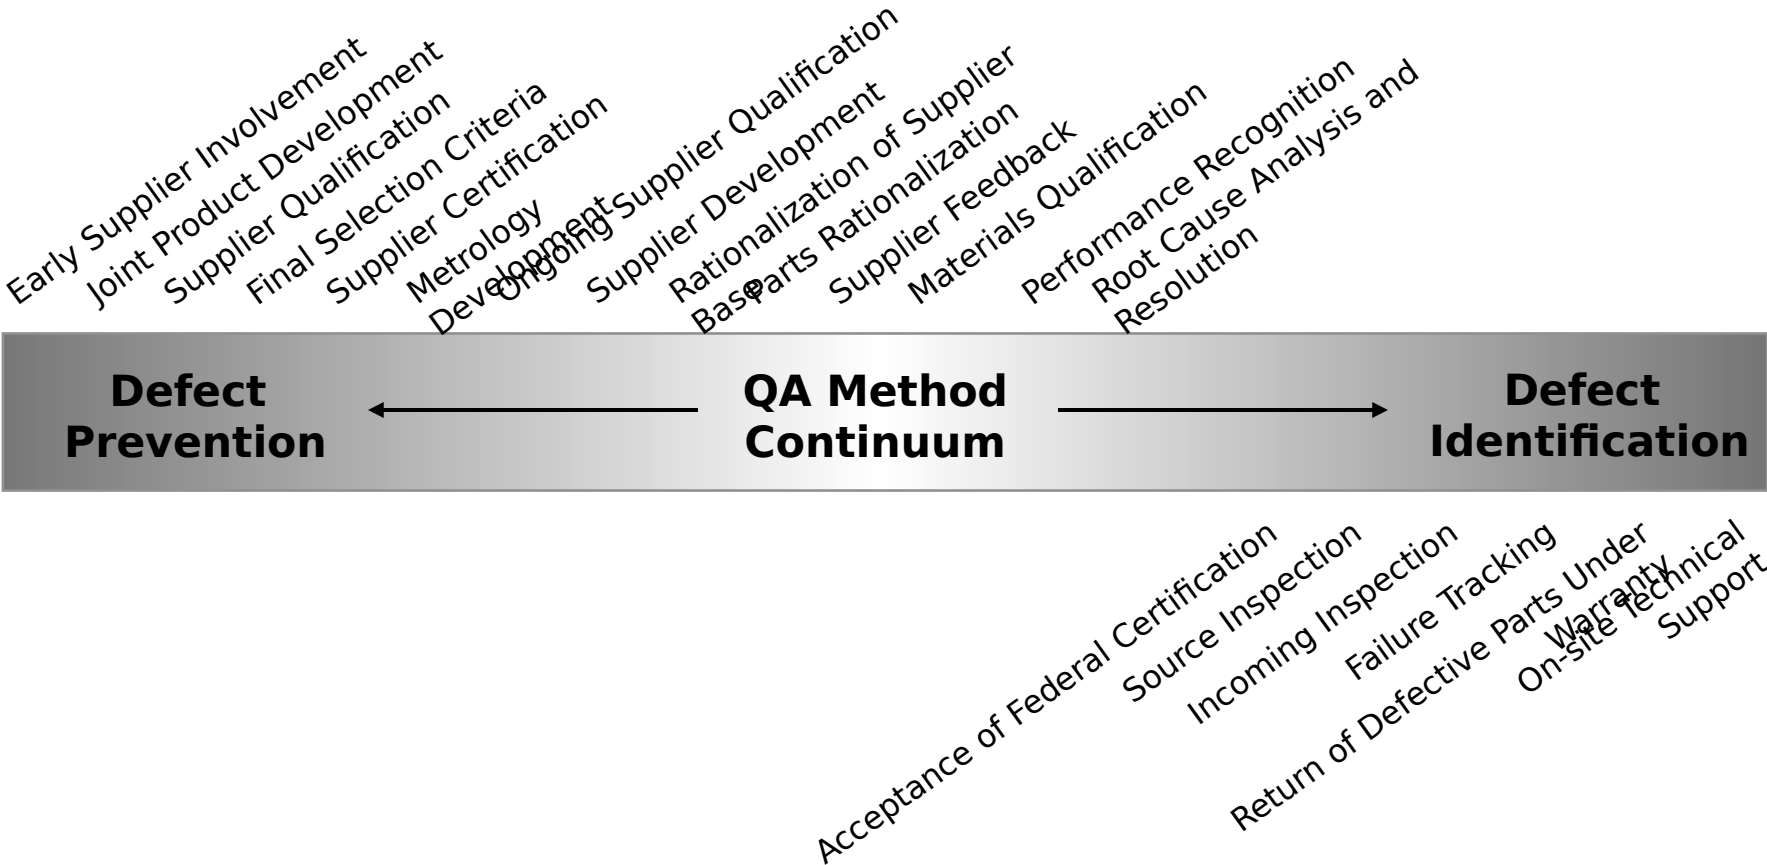 Early Supplier Involvement
Joint Product Development
Supplier Qualification
Final Selection Criteria
Supplier Certification
Metrology
Development
Ongoing Supplier Qualification
Supplier Development
Rationalization of Supplier
Base
Parts Rationalization
Supplier Feedback
Materials Qualification
Performance Recognition
Root Cause Analysis and
Resolution
Defect
Prevention
QA Method
Continuum
Defect
Identification
Acceptance of Federal Certification
Source Inspection
Incoming Inspection
Failure Tracking
Return of Defective Parts Under
Warranty
On-site Technical
Support